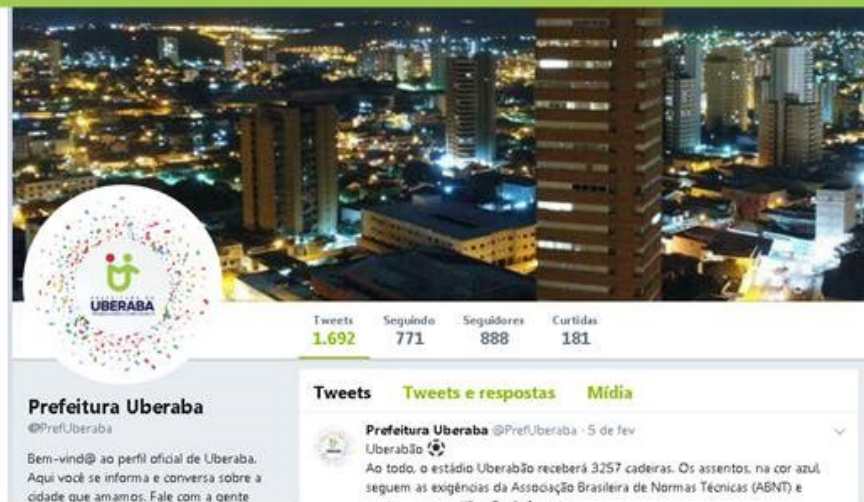 UBERABA
Tweets Seguindo Seguidores Curtidas
1.692 771 888 181
Tweets Tweets e respostas Mídia
Prefeitura Uberaba
@PrefUberaba
Bem-vind@ ao perfil oficial de Uberaba.
Aqui você se informa e conversa sobre a
cidade que amamos. Fale com a gente
Prefeitura Uberaba @PrefUberaba · 5 de fev
Uberabão ⚽
Ao todo, o estádio Uberabão receberá 3257 cadeiras. Os assentos, na cor azul,
seguem as exigências da Associação Brasileira de Normas Técnicas (ABNT) e